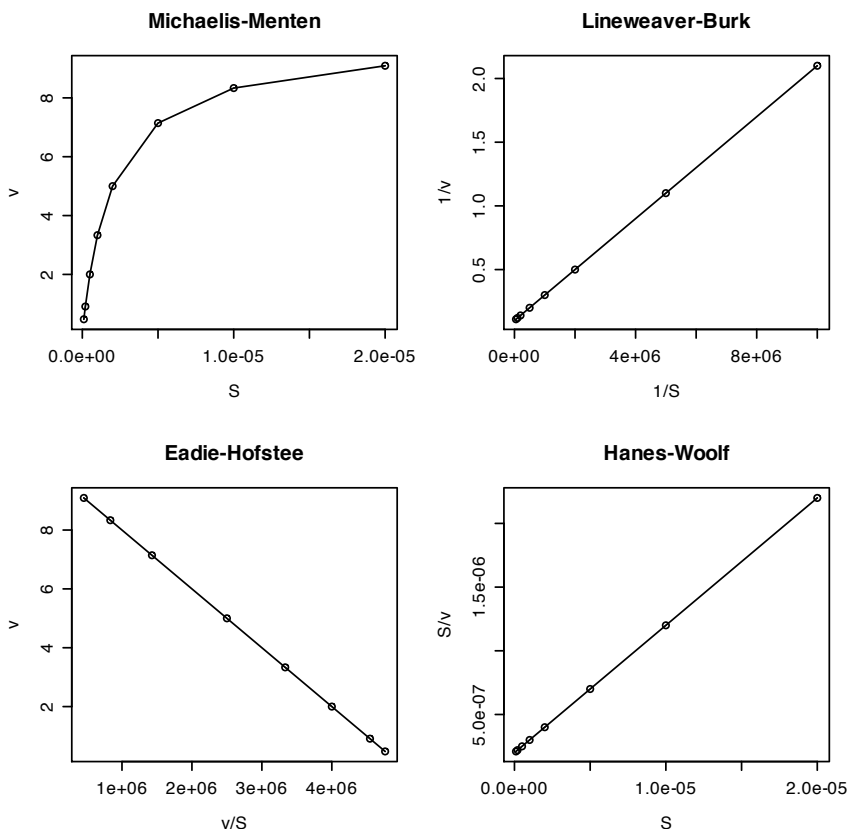 Michaelis-Menten
8
6
4
2
v
0.0e+00 1.0e-05 2.0e-05
S
Lineweaver-Burk
2.0
1.5
1.0
0.5
1/v
0e+00 4e+06 8e+06
1/S
Eadie-Hofstee
8
6
4
2
v
1e+06 2e+06 3e+06 4e+06
v/S
Hanes-Woolf
1.5e-06
5.0e-07
S/v
0.0e+00 1.0e-05 2.0e-05
S